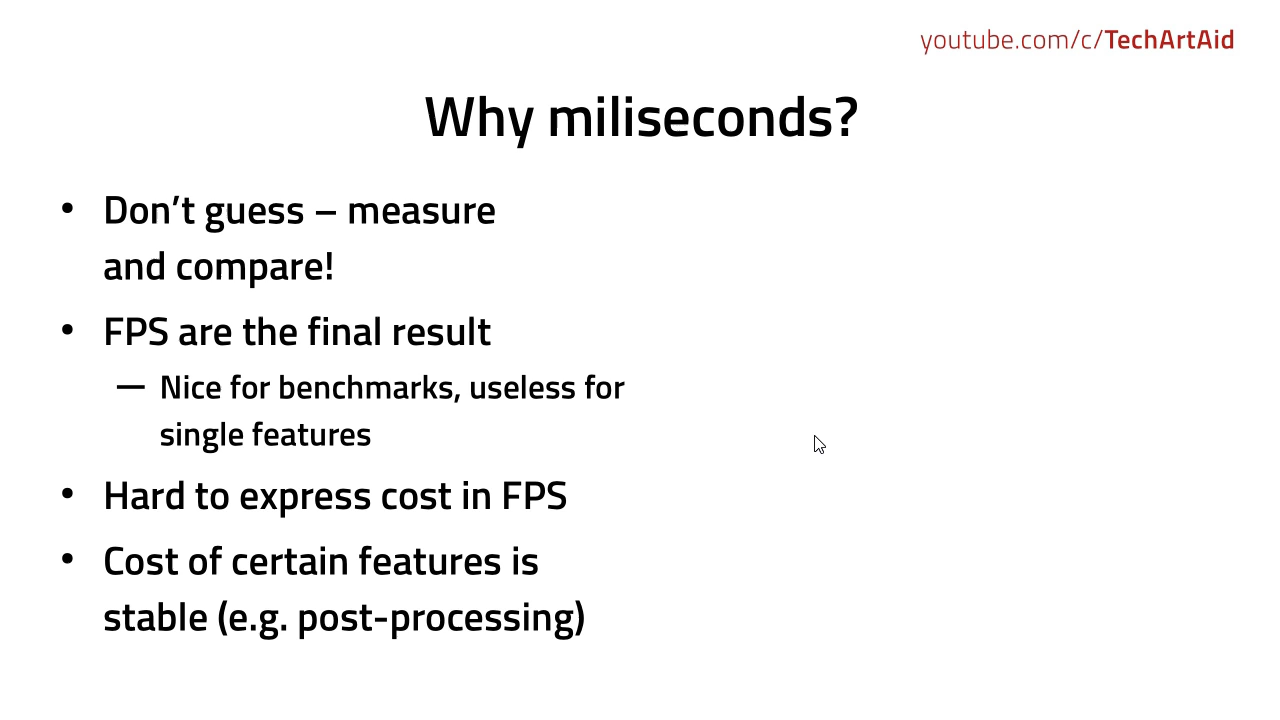 youtube.com/c/TechArtAid
Why miliseconds?
• Don’t guess – measure
and compare!
• FPS are the final result
— Nice for benchmarks, useless for
single features
• Hard to express cost in FPS
• Cost of certain features is
stable (e.g. post-processing)